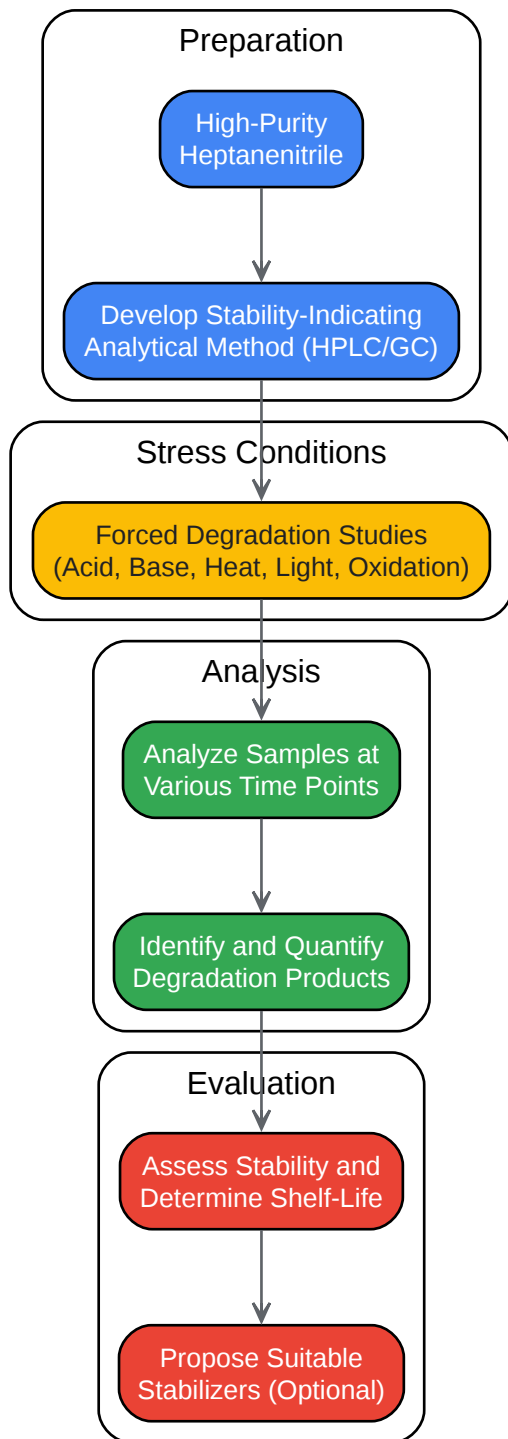 Preparation
High-Purity
Heptanenitrile
Develop Stability-Indicating
Analytical Method (HPLC/GC)
Stress Conditions
Forced Degradation Studies
(Acid, Base, Heat, Light, Oxidation)
Analysis
Analyze Samples at
Various Time Points
Identify and Quantify
Degradation Products
Evaluation
Assess Stability and
Determine Shelf-Life
Propose Suitable
Stabilizers (Optional)